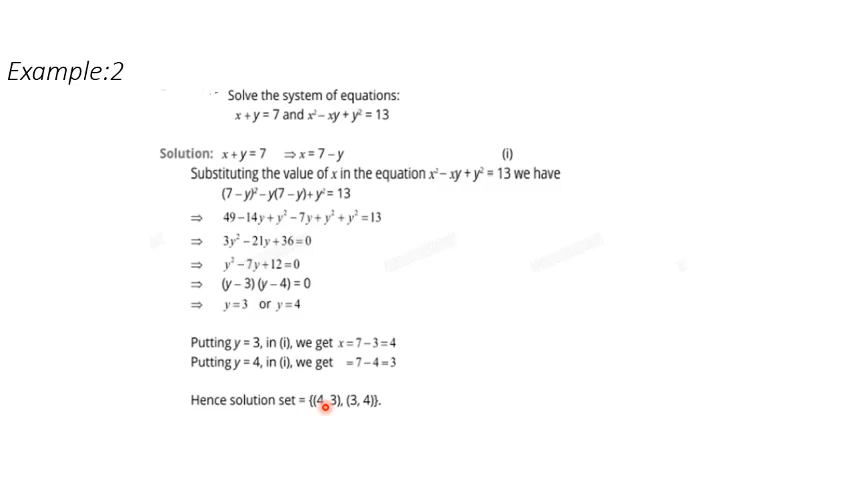 Example:2
Solve the system of equations:
x + y = 7 and x² – xy + y² = 13
Solution: x + y = 7 ⇒ x = 7 – y (i)
Substituting the value of x in the equation x² – xy + y² = 13 we have
(7 – y)² – y(7 – y)+ y² = 13
⇒ 49 – 14y + y² – 7y + y² + y² = 13
⇒ 3y² – 21y + 36 = 0
⇒ y² – 7y + 12 = 0
⇒ (y – 3) (y – 4) = 0
⇒ y = 3 or y = 4
Putting y = 3, in (i), we get x = 7 – 3 = 4
Putting y = 4, in (i), we get = 7 – 4 = 3
Hence solution set = {(4, 3), (3, 4)}.